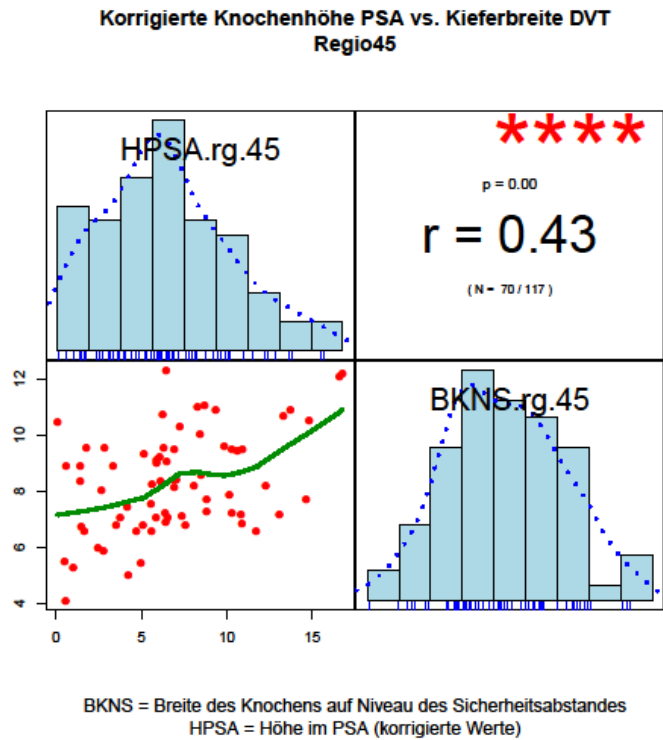 Korrigierte Knochenhöhe PSA vs. Kieferbreite DVT
Regio45
HPSA.rg.45
****
p = 0.00
r = 0.43
( N = 70 / 117 )
12
10
8
6
4
BKNS.rg.45
0 5 10 15
BKNS = Breite des Knochens auf Niveau des Sicherheitsabstandes
HPSA = Höhe im PSA (korrigierte Werte)